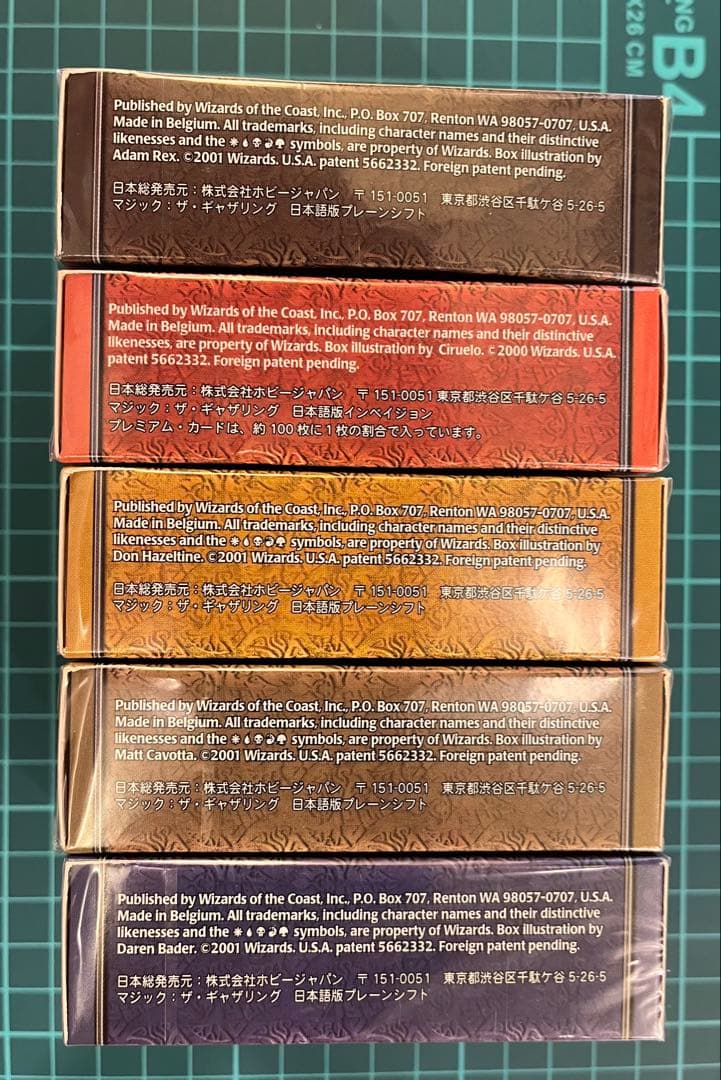 NG
B4
X26 CM
Published by Wizards of the Coast, Inc., P.O. Box 707, Renton WA 98057-0707, U.S.A.
Made in Belgium. All trademarks, including character names and their distinctive
likenesses and the symbols, are property of Wizards. Box illustration by
Adam Rex. ©2001 Wizards. U.S.A. patent 5662332. Foreign patent pending.
日本総発売元：株式会社ホビージャパン 〒151-0051 東京都渋谷区千駄ケ谷 5-26-5
マジック：ザ・ギャザリング 日本語版プレーンシフト
Published by Wizards of the Coast, Inc., P.O. Box 707, Renton WA 98057-0707, U.S.A.
Made in Belgium. All trademarks, including character names and their distinctive
likenesses, are property of Wizards. Box illustration by Ciruelo. ©2000 Wizards. U.S.A.
patent 5662332. Foreign patent pending.
日本総発売元：株式会社ホビージャパン 〒151-0051 東京都渋谷区千駄ケ谷 5-26-5
マジック：ザ・ギャザリング 日本語版インベイジョン
プレミアム・カードは、約100枚に1枚の割合で入っています。
Published by Wizards of the Coast, Inc., P.O. Box 707, Renton WA 98057-0707, U.S.A.
Made in Belgium. All trademarks, including character names and their distinctive
likenesses and the symbols, are property of Wizards. Box illustration by
Don Hazeltine. ©2001 Wizards. U.S.A. patent 5662332. Foreign patent pending.
日本総発売元：株式会社ホビージャパン 〒151-0051 東京都渋谷区千駄ケ谷 5-26-5
マジック：ザ・ギャザリング 日本語版プレーンシフト
Published by Wizards of the Coast, Inc., P.O. Box 707, Renton WA 98057-0707, U.S.A.
Made in Belgium. All trademarks, including character names and their distinctive
likenesses and the symbols, are property of Wizards. Box illustration by
Matt Cavotta. ©2001 Wizards. U.S.A. patent 5662332. Foreign patent pending.
日本総発売元：株式会社ホビージャパン 〒151-0051 東京都渋谷区千駄ケ谷 5-26-5
マジック：ザ・ギャザリング 日本語版プレーンシフト
Published by Wizards of the Coast, Inc., P.O. Box 707, Renton WA 98057-0707, U.S.A.
Made in Belgium. All trademarks, including character names and their distinctive
likenesses and the symbols, are property of Wizards. Box illustration by
Daren Bader. ©2001 Wizards. U.S.A. patent 5662332. Foreign patent pending.
日本総発売元：株式会社ホビージャパン 〒151-0051 東京都渋谷区千駄ケ谷 5-26-5
マジック：ザ・ギャザリング 日本語版プレーンシフト